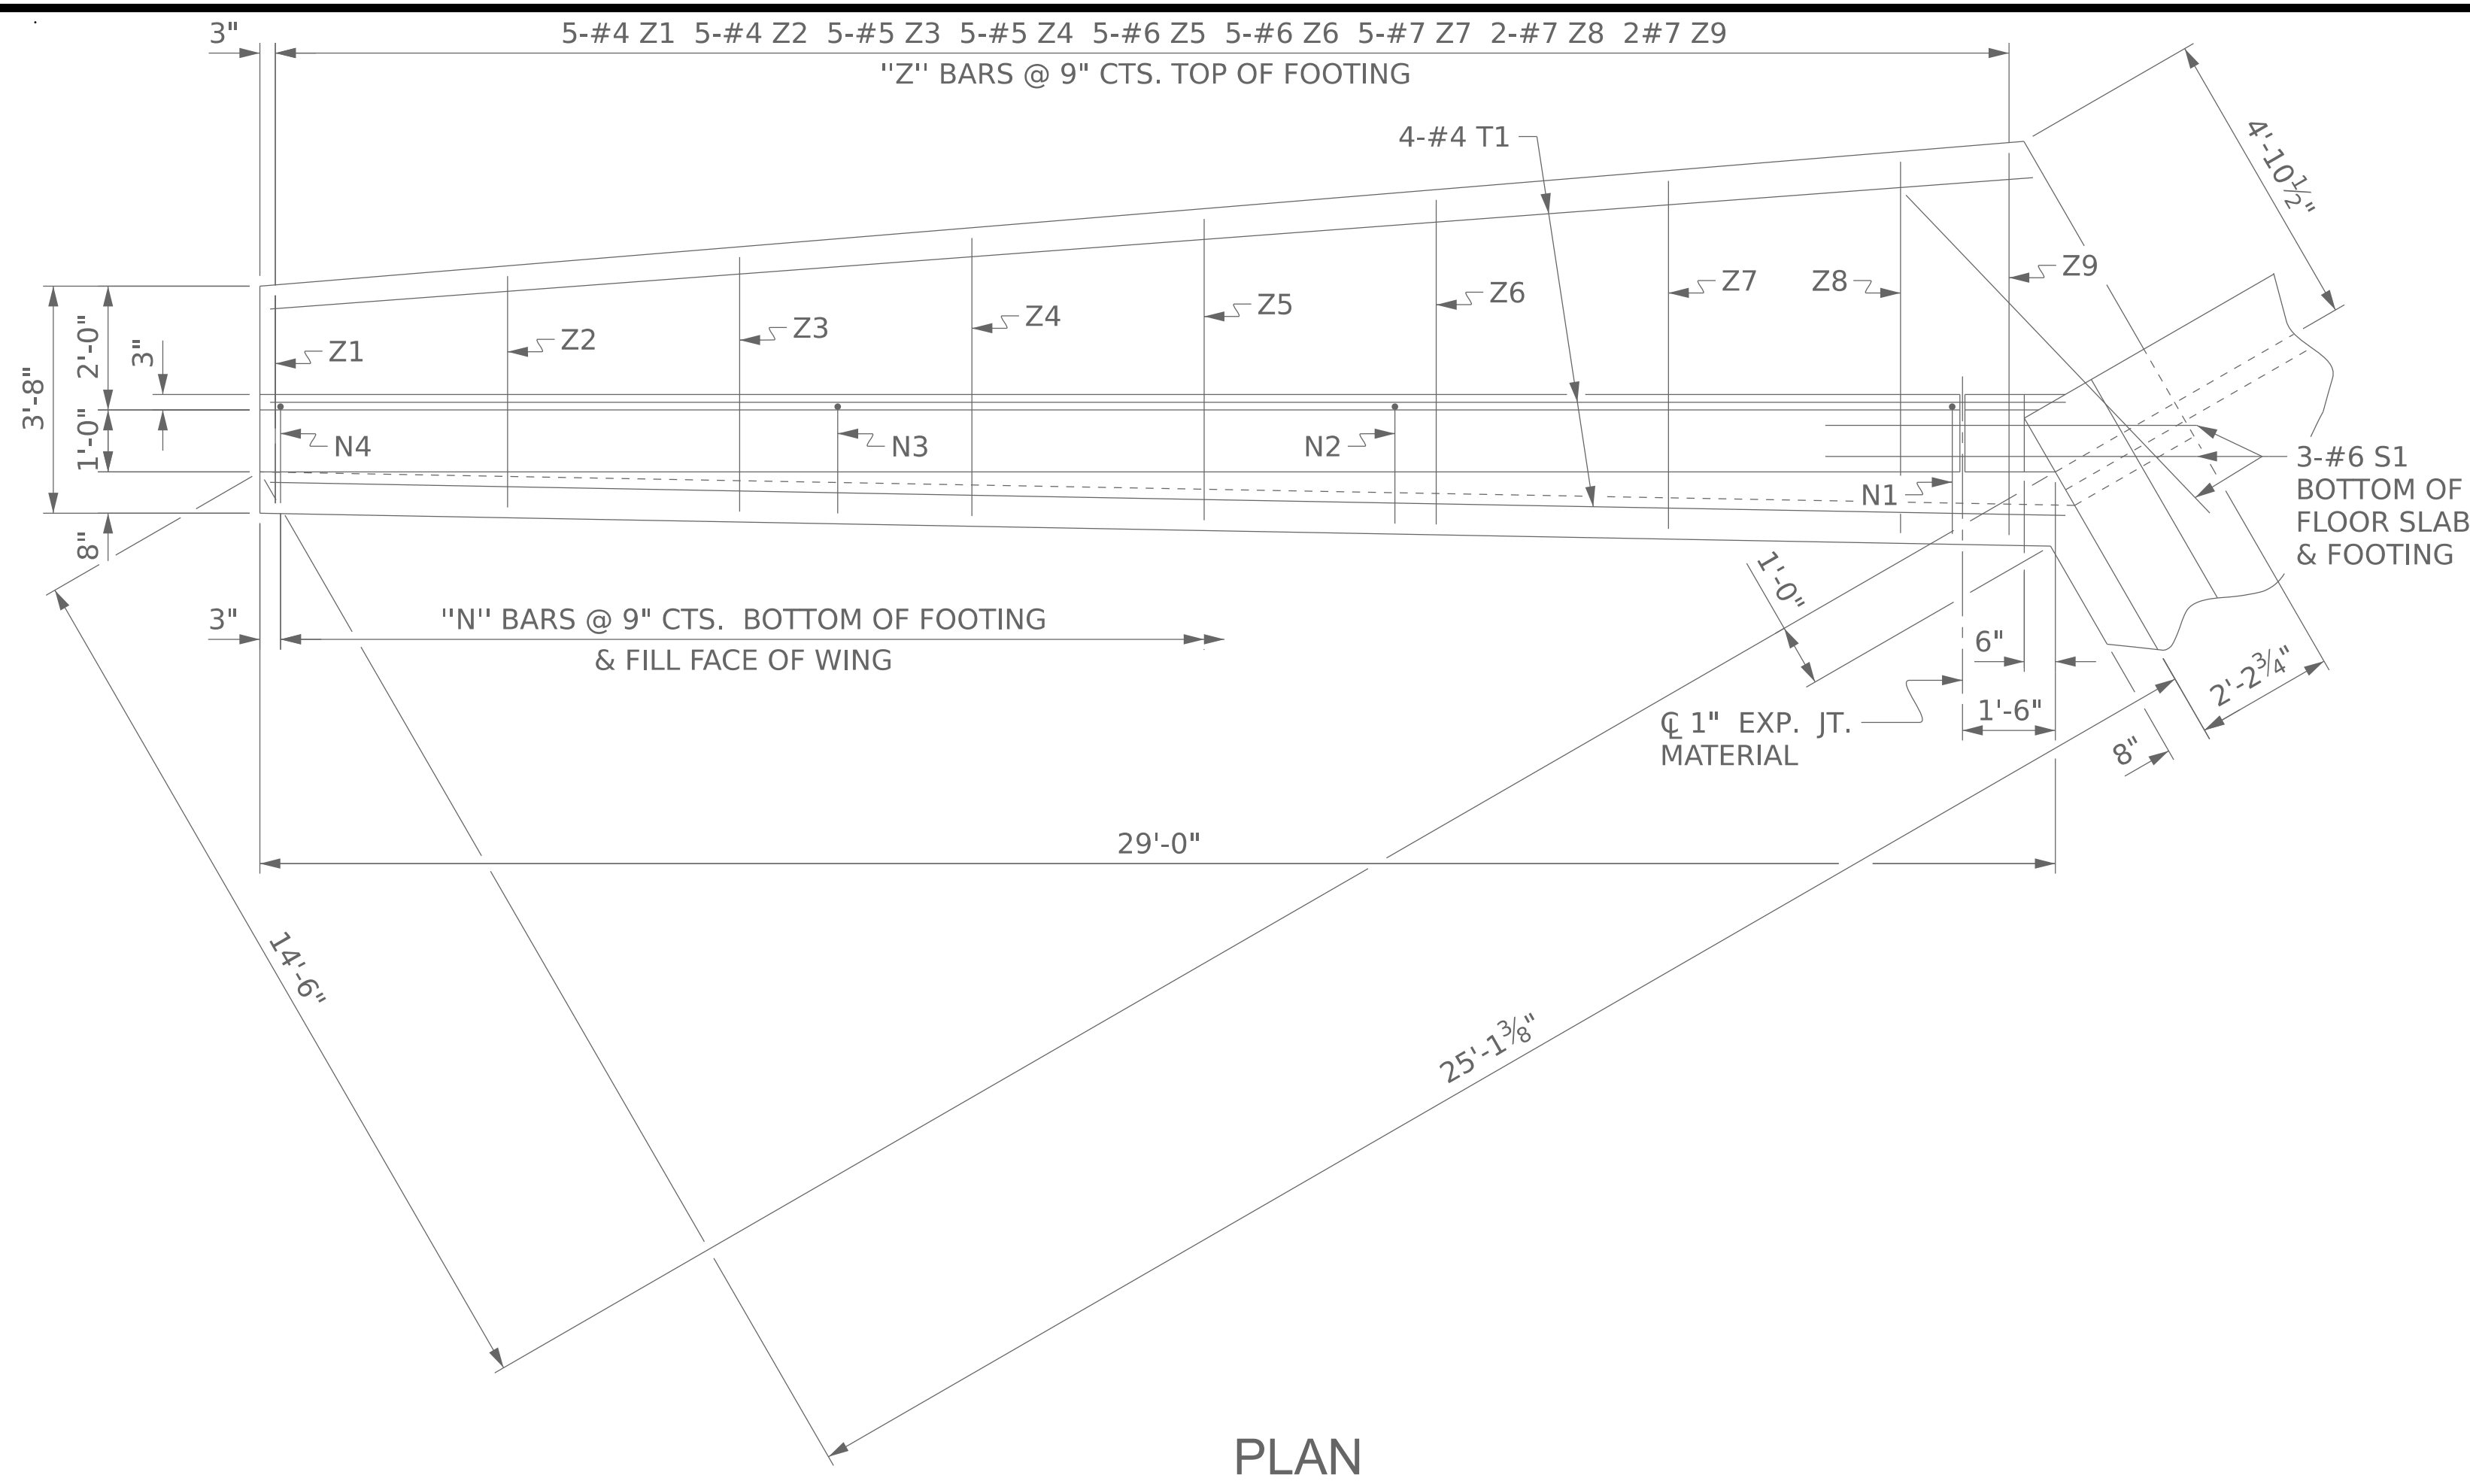 3" 5-#4 Z1 5-#4 Z2 5-#5 Z3 5-#5 Z4 5-#6 Z5 5-#6 Z6 5-#7 Z7 2-#7 Z8 2#7 Z9
"Z" BARS @ 9" CTS. TOP OF FOOTING
4-#4 T1
4'-10½"
Z9
Z8
Z7
Z6
Z5
Z4
Z3
Z2
Z1
3'-8"
2'-0"
3"
1'-0"
8"
N4
N3
N2
N1
3-#6 S1
BOTTOM OF
FLOOR SLAB
& FOOTING
3"
"N" BARS @ 9" CTS. BOTTOM OF FOOTING
& FILL FACE OF WING
1'-0"
6"
1'-6"
2'-2¾"
8"
℄ 1" EXP. JT.
MATERIAL
29'-0"
14'-6"
25'-1⅜"
PLAN